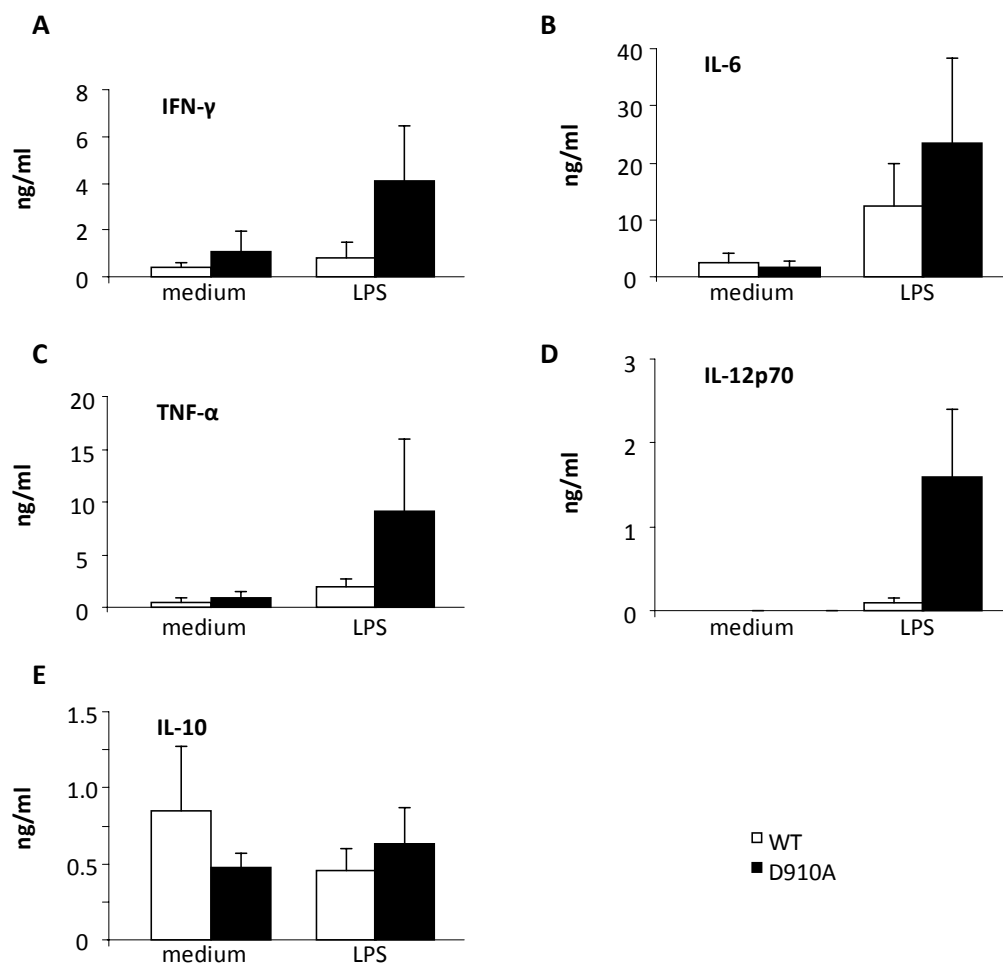 A
IFN-γ
ng/ml
8
6
4
2
0
medium LPS
B
IL-6
ng/ml
40
30
20
10
0
medium LPS
C
TNF-α
ng/ml
20
15
10
5
0
medium LPS
D
IL-12p70
ng/ml
3
2
1
0
medium LPS
E
IL-10
ng/ml
1.5
1.0
0.5
0
medium LPS
WT
D910A